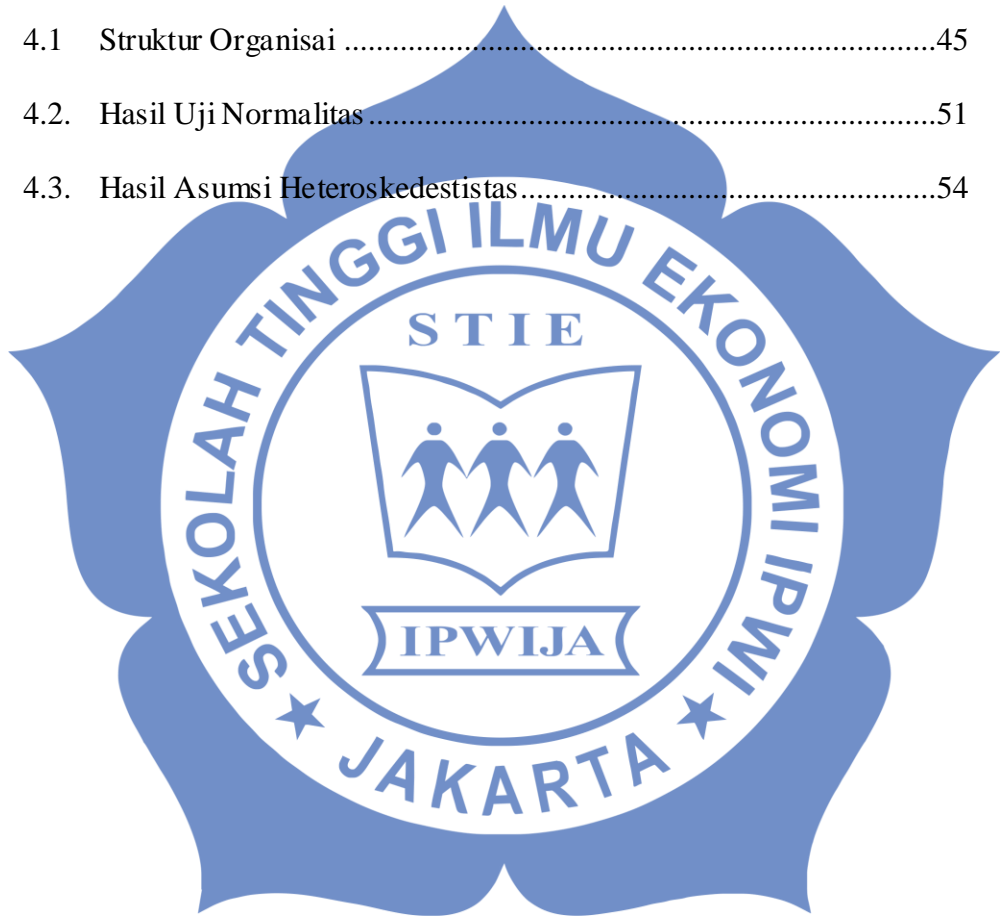 4.1 Struktur Organisai ..........................................................................45
4.2. Hasil Uji Normalitas .......................................................................51
4.3. Hasil Asumsi Heteroskedestistas....................................................54
SEKOLAH TINGGI ILMU EKONOMI IPWI
STIE
IPWIJA
JAKARTA